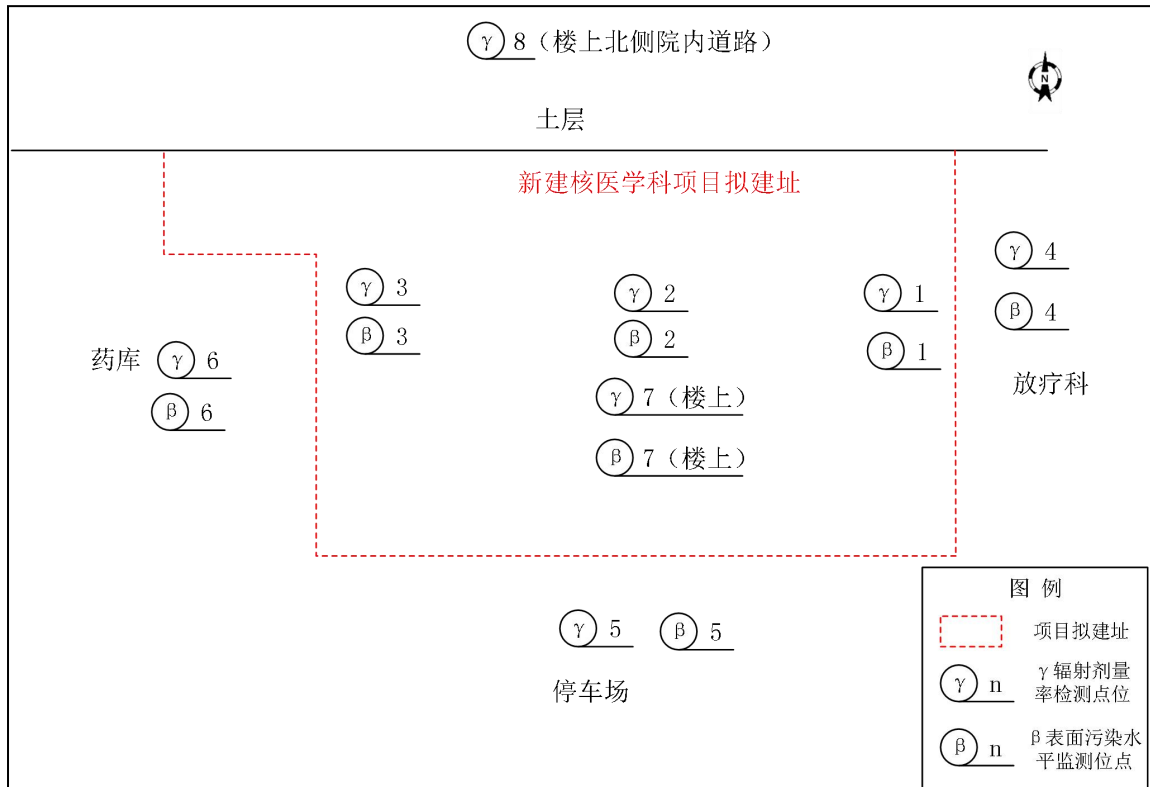 γ 8（楼上北侧院内道路）
N
土层
新建核医学科项目拟建址
γ 4
γ 3
γ 2
γ 1
β 4
β 3
β 2
β 1
药库 γ 6
放疗科
γ 7（楼上）
β 6
β 7（楼上）
图 例
γ 5 β 5
项目拟建址
停车场
γ n γ辐射剂量
率检测点位
β n β表面污染水
平监测位点